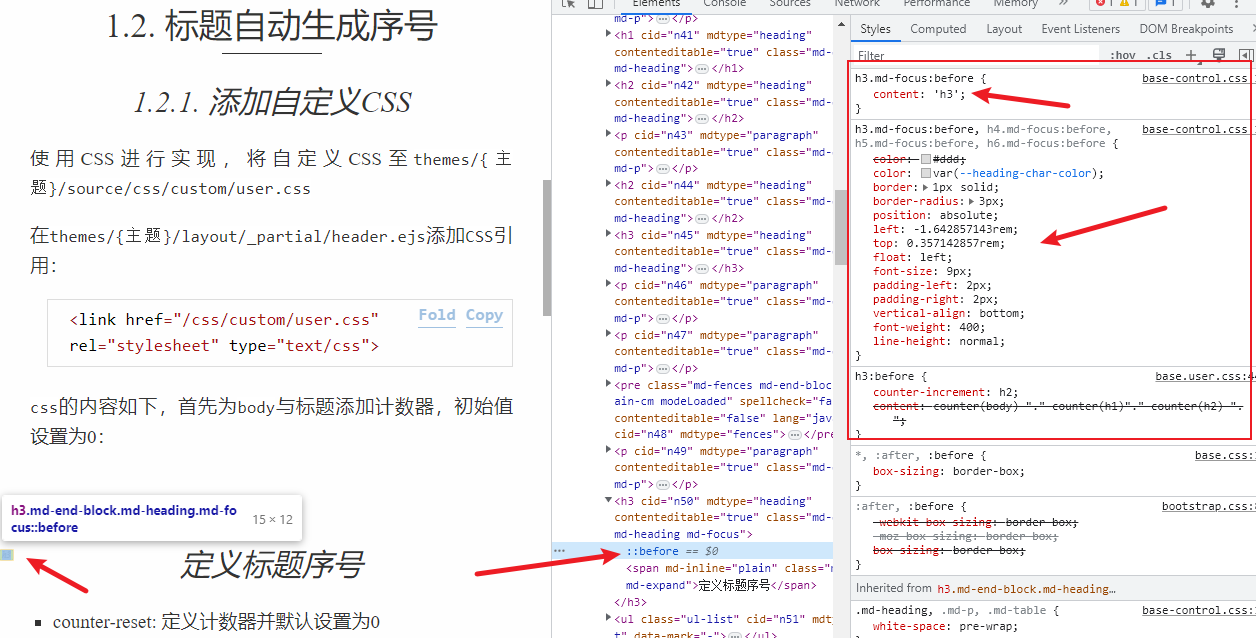 1.2. 标题自动生成序号
1.2.1. 添加自定义CSS
使用CSS进行实现，将自定义CSS至themes/{主
题}/source/css/custom/user.css
在themes/{主题}/layout/_partial/header.ejs添加CSS引
用：
<link href="/css/custom/user.css"
rel="stylesheet" type="text/css">
Fold Copy
css的内容如下，首先为body与标题添加计数器，初始值
设置为0：
h3.md-end-block.md-heading.md-fo
cus::before
15 × 12
定义标题序号
counter-reset: 定义计数器并默认设置为0
Elements Console Sources Network Performance Memory
md-p">…</p>
<h1 cid="n41" mdtype="heading"
contenteditable="true" class="md-
md-heading">…</h1>
<h2 cid="n42" mdtype="heading"
contenteditable="true" class="md-
md-heading">…</h2>
<p cid="n43" mdtype="paragraph"
contenteditable="true" class="md-
md-p">…</p>
<h2 cid="n44" mdtype="heading"
contenteditable="true" class="md-
md-heading">…</h2>
<h3 cid="n45" mdtype="heading"
contenteditable="true" class="md-
md-heading">…</h3>
<p cid="n46" mdtype="paragraph"
contenteditable="true" class="md-
md-p">…</p>
<p cid="n47" mdtype="paragraph"
contenteditable="true" class="md-
md-p">…</p>
<pre class="md-fences md-end-bloc
ain-cm modeLoaded" spellcheck="fa
contenteditable="false" lang="jav
cid="n48" mdtype="fences">…</pre
<p cid="n49" mdtype="paragraph"
contenteditable="true" class="md-
md-p">…</p>
<h3 cid="n50" mdtype="heading"
contenteditable="true" class="md-
md-heading md-focus">
::before == $0
<span md-inline="plain" class="m
md-expand">定义标题序号</span>
</h3>
<ul class="ul-list" cid="n51" mdt
t" data-mark="-">…</ul>
1 1 1
Styles Computed Layout Event Listeners DOM Breakpoints
Filter :hov .cls
h3.md-focus:before { base-control.css:
content: 'h3';
}
h3.md-focus:before, h4.md-focus:before, base-control.css:
h5.md-focus:before, h6.md-focus:before {
color: #ddd;
color: var(--heading-char-color);
border: 1px solid;
border-radius: 3px;
position: absolute;
left: -1.642857143rem;
top: 0.357142857rem;
float: left;
font-size: 9px;
padding-left: 2px;
padding-right: 2px;
vertical-align: bottom;
font-weight: 400;
line-height: normal;
}
h3:before { base.user.css:44
counter-increment: h2;
content: counter(body) "." counter(h1)"." counter(h2) ".
";
}
*, :after, :before { base.css:
box-sizing: border-box;
}
:after, :before { bootstrap.css:8
-webkit-box-sizing: border-box;
-moz-box-sizing: border-box;
box-sizing: border-box;
}
Inherited from h3.md-end-block.md-heading…
.md-heading, .md-p, .md-table { base-control.css:
white-space: pre-wrap;